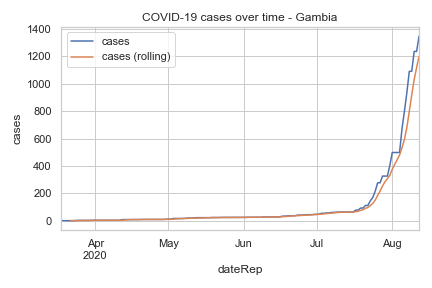 COVID-19 cases over time - Gambia
cases
cases (rolling)
1400
1200
1000
800
600
400
200
0
cases
Apr
2020
May
Jun
Jul
Aug
dateRep